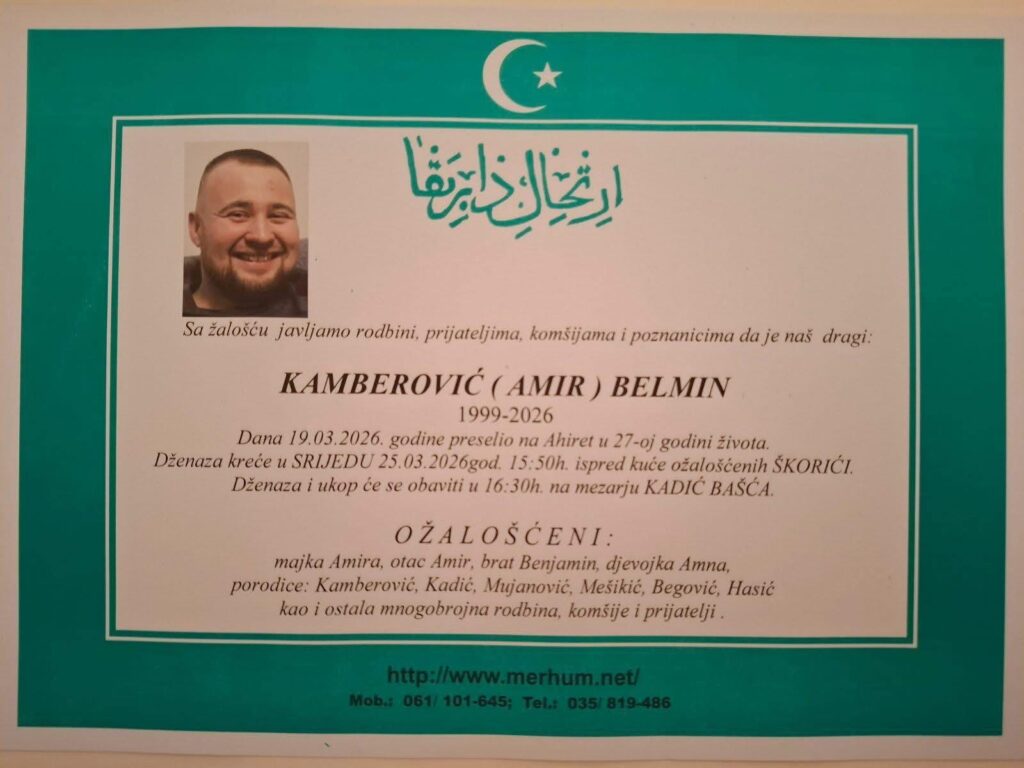 ارتحال ذا بريقا
Sa žalošću javljamo rodbini, prijateljima, komšijama i poznanicima da je naš dragi:
KAMBEROVIĆ ( AMIR ) BELMIN
1999-2026
Dana 19.03.2026. godine preselio na Ahiret u 27-oj godini života.
Dženaza kreće u SRIJEDU 25.03.2026god. 15:50h. ispred kuće ožalošćenih ŠKORIĆI.
Dženaza i ukop će se obaviti u 16:30h. na mezarju KADIĆ BAŠĆA.
OŽALOŠĆENI:
majka Amira, otac Amir, brat Benjamin, djevojka Amna,
porodice: Kamberović, Kadić, Mujanović, Mešikić, Begović, Hasić
kao i ostala mnogobrojna rodbina, komšije i prijatelji .
http://www.merhum.net/
Mob.: 061/ 101-645; Tel.: 035/ 819-486